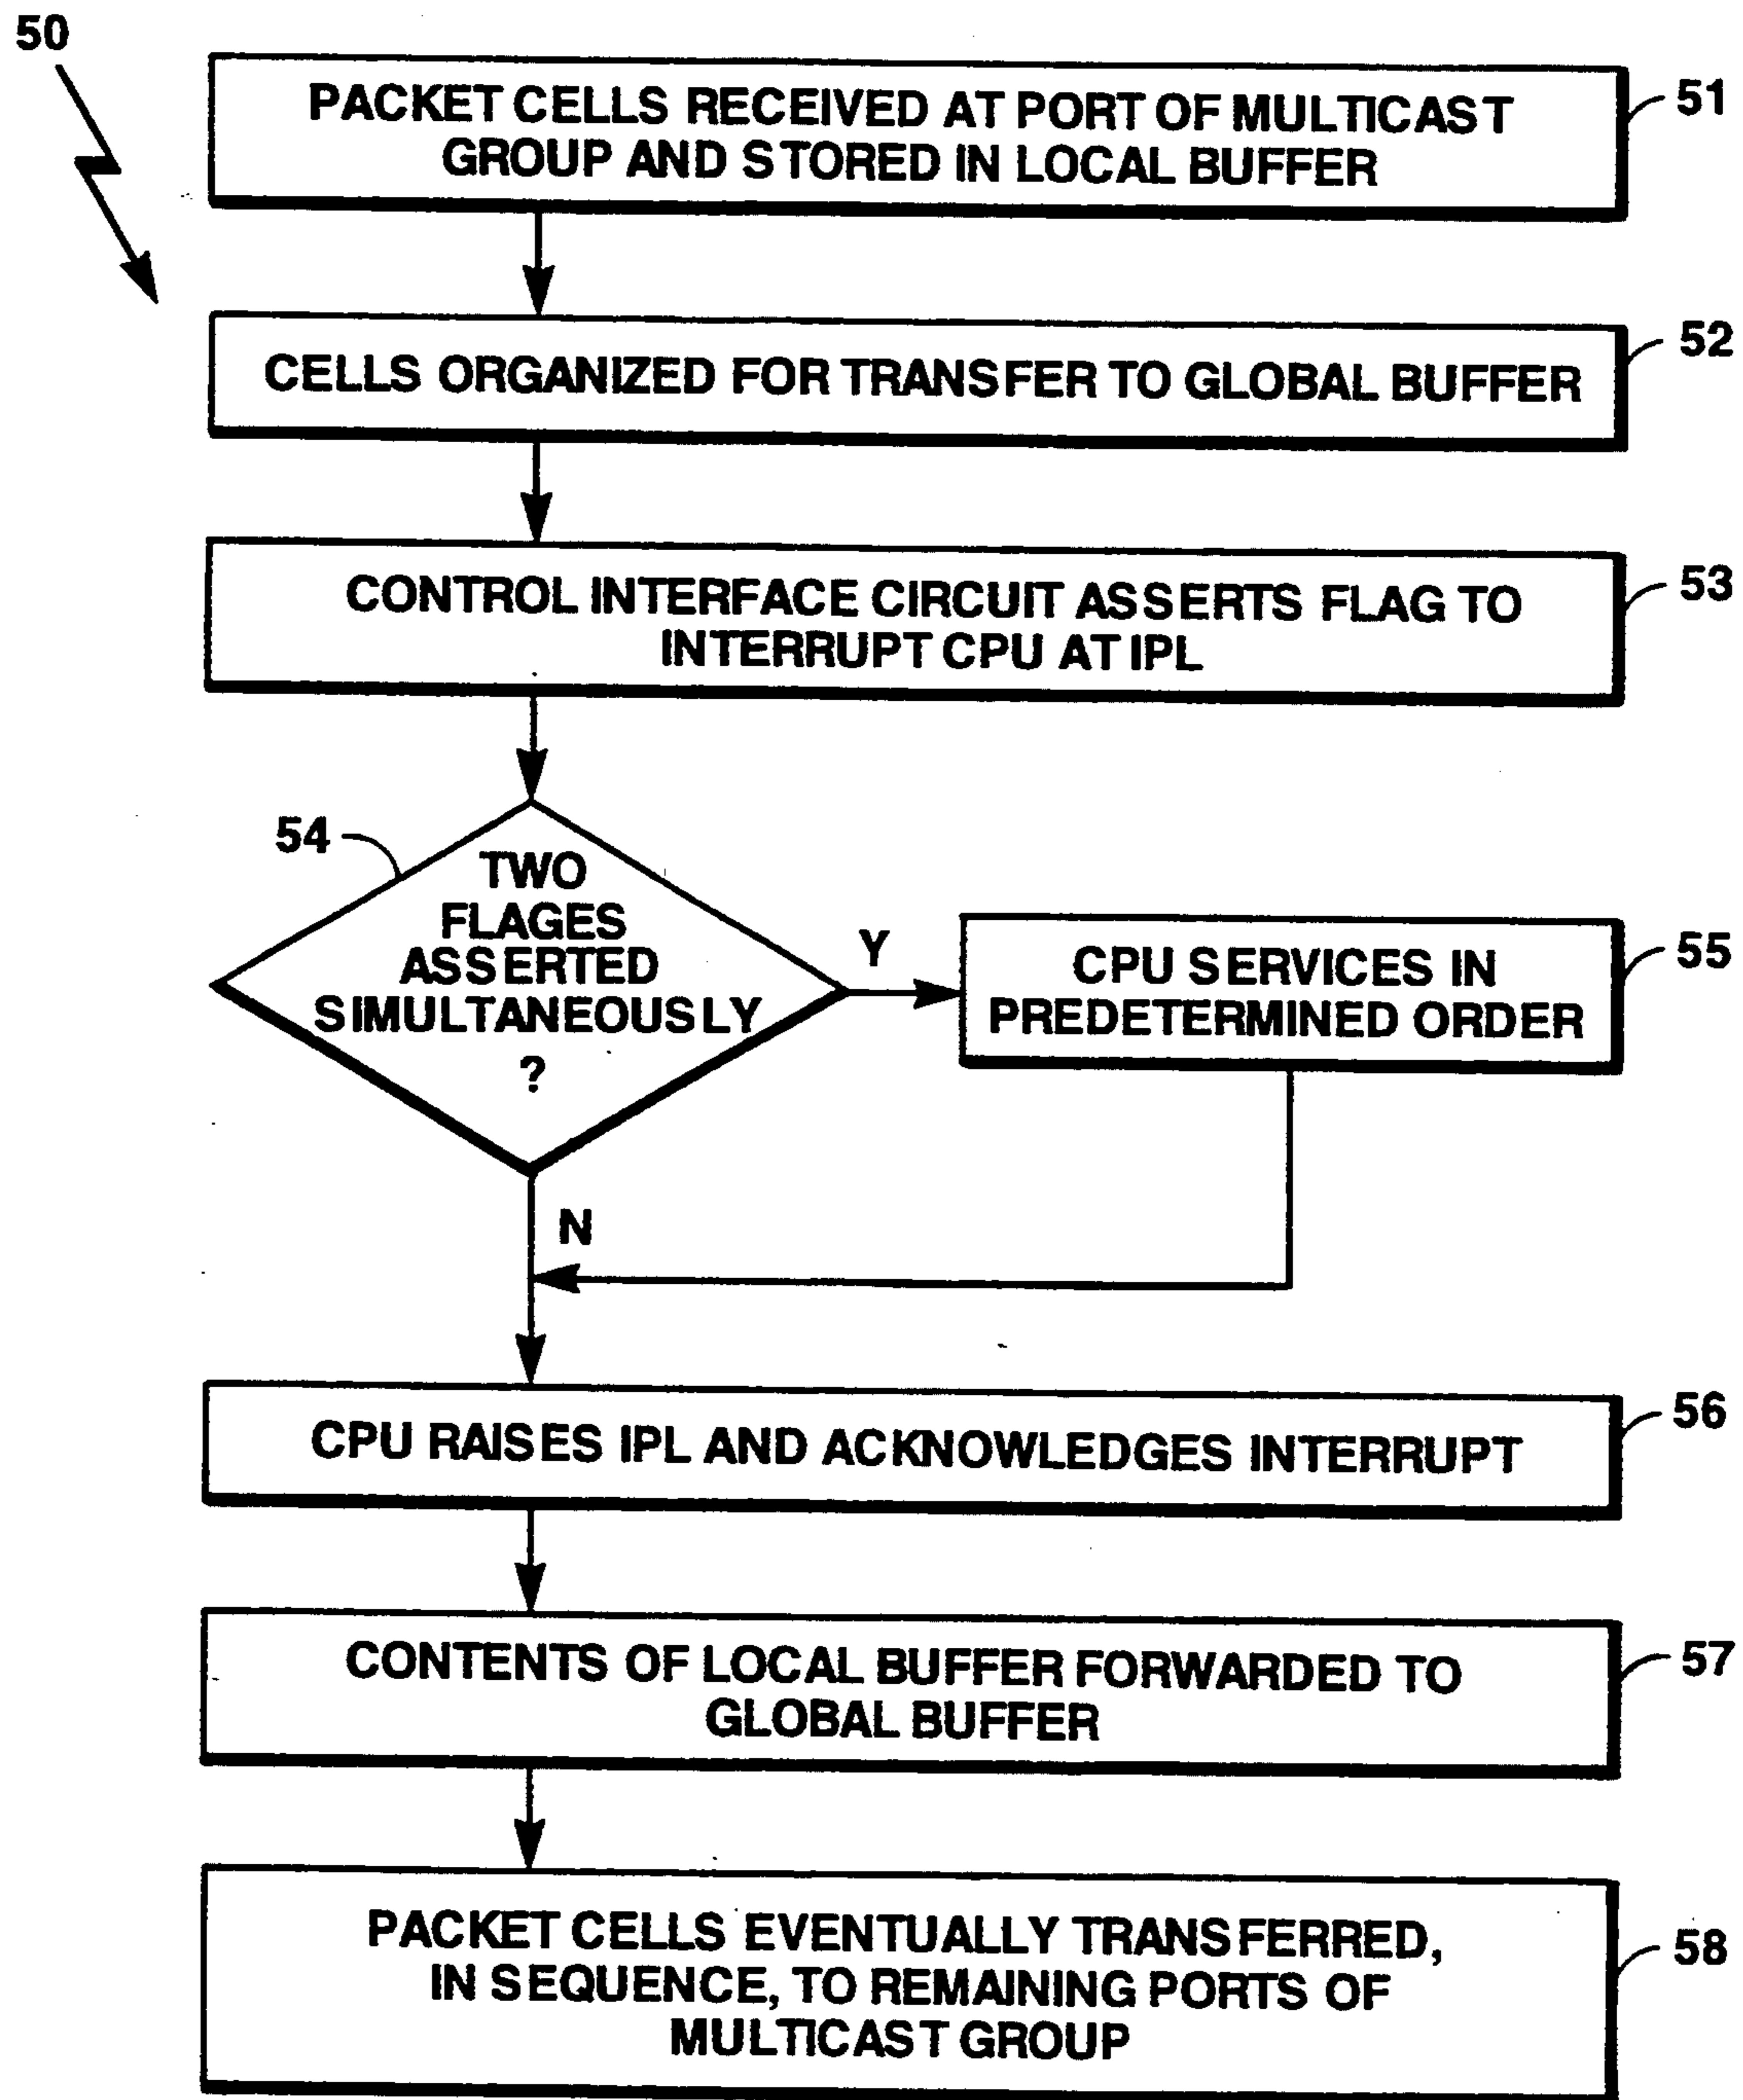 50
PACKET CELLS RECEIVED AT PORT OF MULTICAST
GROUP AND STORED IN LOCAL BUFFER
51
CELLS ORGANIZED FOR TRANSFER TO GLOBAL BUFFER
52
CONTROL INTERFACE CIRCUIT ASSERTS FLAG TO
INTERRUPT CPU AT IPL
53
54
TWO
FLAGES
ASSERTED
SIMULTANEOUSLY
?
Y
CPU SERVICES IN
PREDETERMINED ORDER
55
N
CPU RAISES IPL AND ACKNOWLEDGES INTERRUPT
56
CONTENTS OF LOCAL BUFFER FORWARDED TO
GLOBAL BUFFER
57
PACKET CELLS EVENTUALLY TRANSFERRED,
IN SEQUENCE, TO REMAINING PORTS OF
MULTICAST GROUP
58